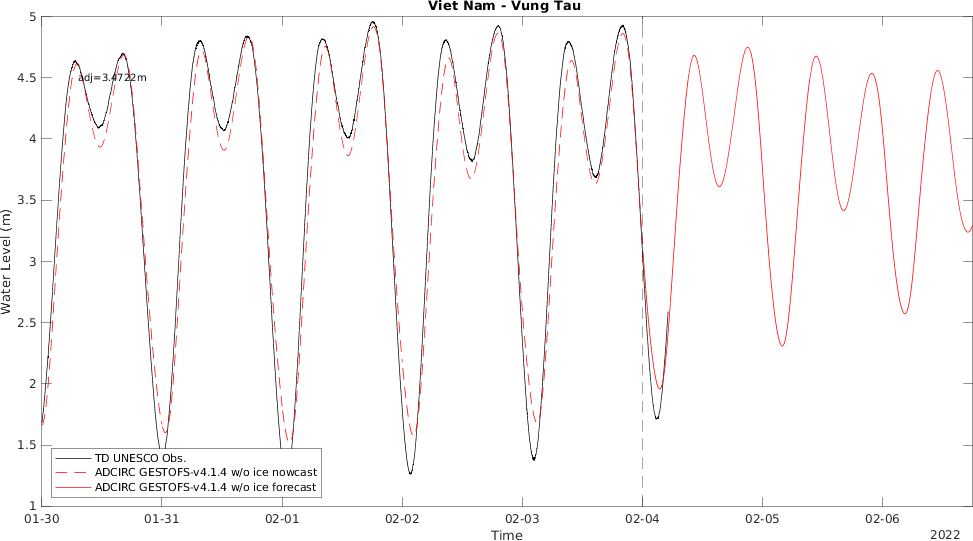 Viet Nam - Vung Tau
5
4.5
4
3.5
3
2.5
2
1.5
1
Water Level (m)
adj=3.4722m
TD UNESCO Obs.
ADCIRC GESTOFS-v4.1.4 w/o ice nowcast
ADCIRC GESTOFS-v4.1.4 w/o ice forecast
01-30 01-31 02-01 02-02 02-03 02-04 02-05 02-06
Time
2022